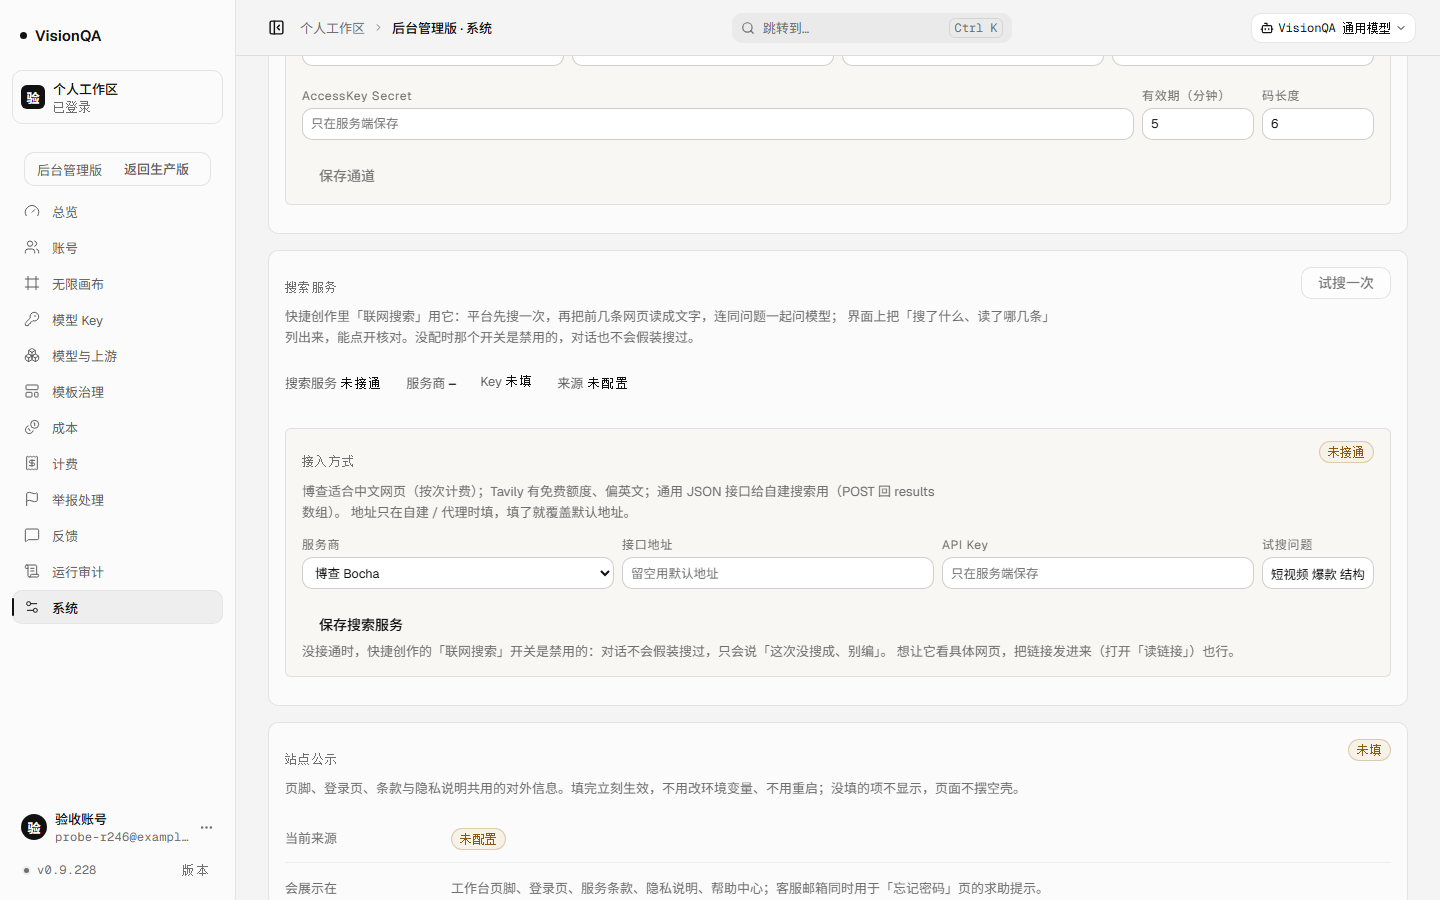 VisionQA
验
个人工作区
已登录
后台管理版
返回生产版
总览
账号
无限画布
模型 Key
模型与上游
模板治理
成本
计费
举报处理
反馈
运行审计
系统
验
验收账号
probe-r246@exampl…
v0.9.228
版本
个人工作区
后台管理版 · 系统
跳转到...
Ctrl K
VisionQA 通用模型
AccessKey Secret
有效期（分钟）
码长度
只在服务端保存
5
6
保存通道
搜索服务
试搜一次
快捷创作里「联网搜索」用它：平台先搜一次，再把前几条网页读成文字，连同问题一起问模型； 界面上把「搜了什么、读了哪几条」
列出来，能点开核对。没配时那个开关是禁用的，对话也不会假装搜过。
搜索服务 未接通
服务商 –
Key 未填
来源 未配置
接入方式
未接通
博查适合中文网页（按次计费）；Tavily 有免费额度、偏英文；通用 JSON 接口给自建搜索用（POST 回 results
数组）。 地址只在自建 / 代理时填，填了就覆盖默认地址。
服务商
接口地址
API Key
试搜问题
博查 Bocha
留空用默认地址
只在服务端保存
短视频 爆款 结构
保存搜索服务
没接通时，快捷创作的「联网搜索」开关是禁用的：对话不会假装搜过，只会说「这次没搜成、别编」。 想让它看具体网页，把链接发进来（打开「读链接」）也行。
站点公示
未填
页脚、登录页、条款与隐私说明共用的对外信息。填完立刻生效，不用改环境变量、不用重启；没填的项不显示，页面不摆空壳。
当前来源
未配置
会展示在
工作台页脚、登录页、服务条款、隐私说明、帮助中心；客服邮箱同时用于「忘记密码」页的求助提示。